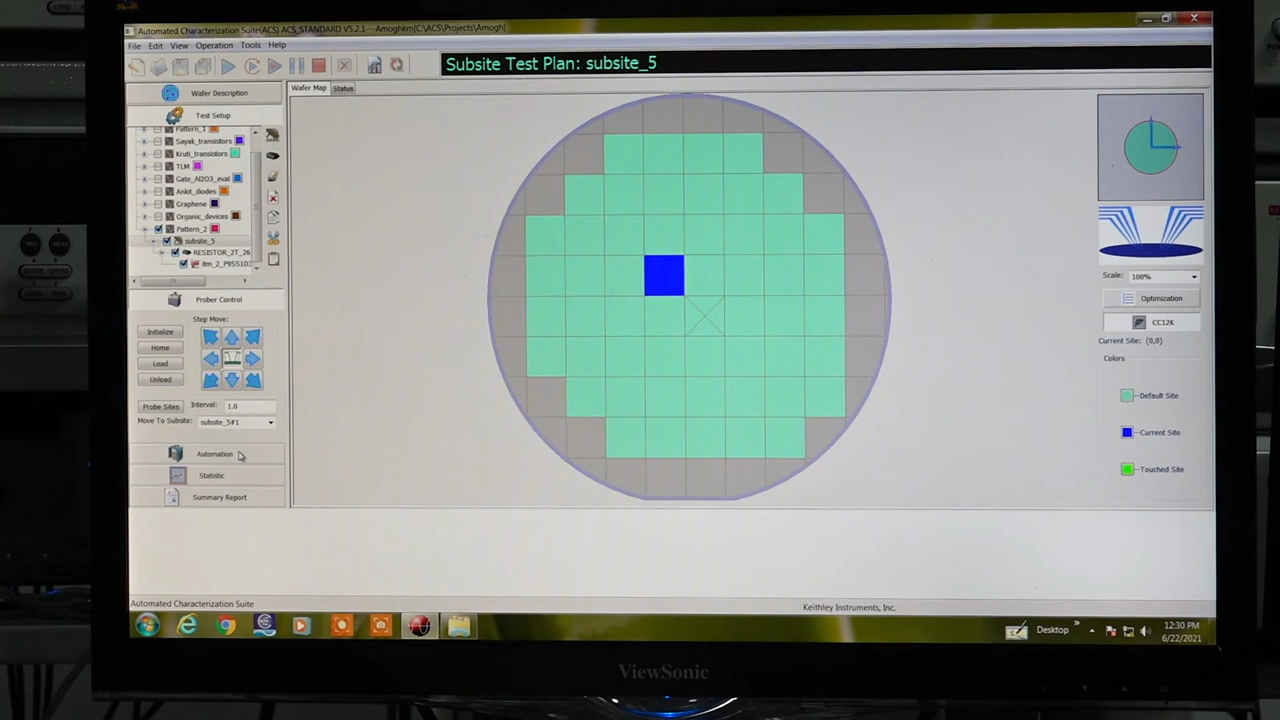 Automated Characterization Suite(ACS) ACS_STANDARD V5.2.1---Amoghkm[C:\ACS\Projects\Amogh]
File Edit View Operation Tools Help
Subsite Test Plan: subsite_5
Wafer Description
Wafer Map Status
Test Setup
Pattern_1
Sayak_transistors
Kruti_transistors
TLM
Gate_Al2O3_eval
Ankit_diodes
Graphene
Organic_devices
Pattern_2
subsite_5
RESISTOR_2T_26
Scale: 100%
Optimization
CC12K
Current Site: (0,0)
Colors
Default Site
Current Site
Touched Site
Prober Control
Step Move:
Initialize
Home
Load
Unload
Probe Sites Interval: 1.0
Move To Subsite: subsite_5#1
Automation
Statistic
Summary Report
Automated Characterization Suite
Keithley Instruments, Inc.
Desktop
12:30 PM
6/22/2021
ViewSonic